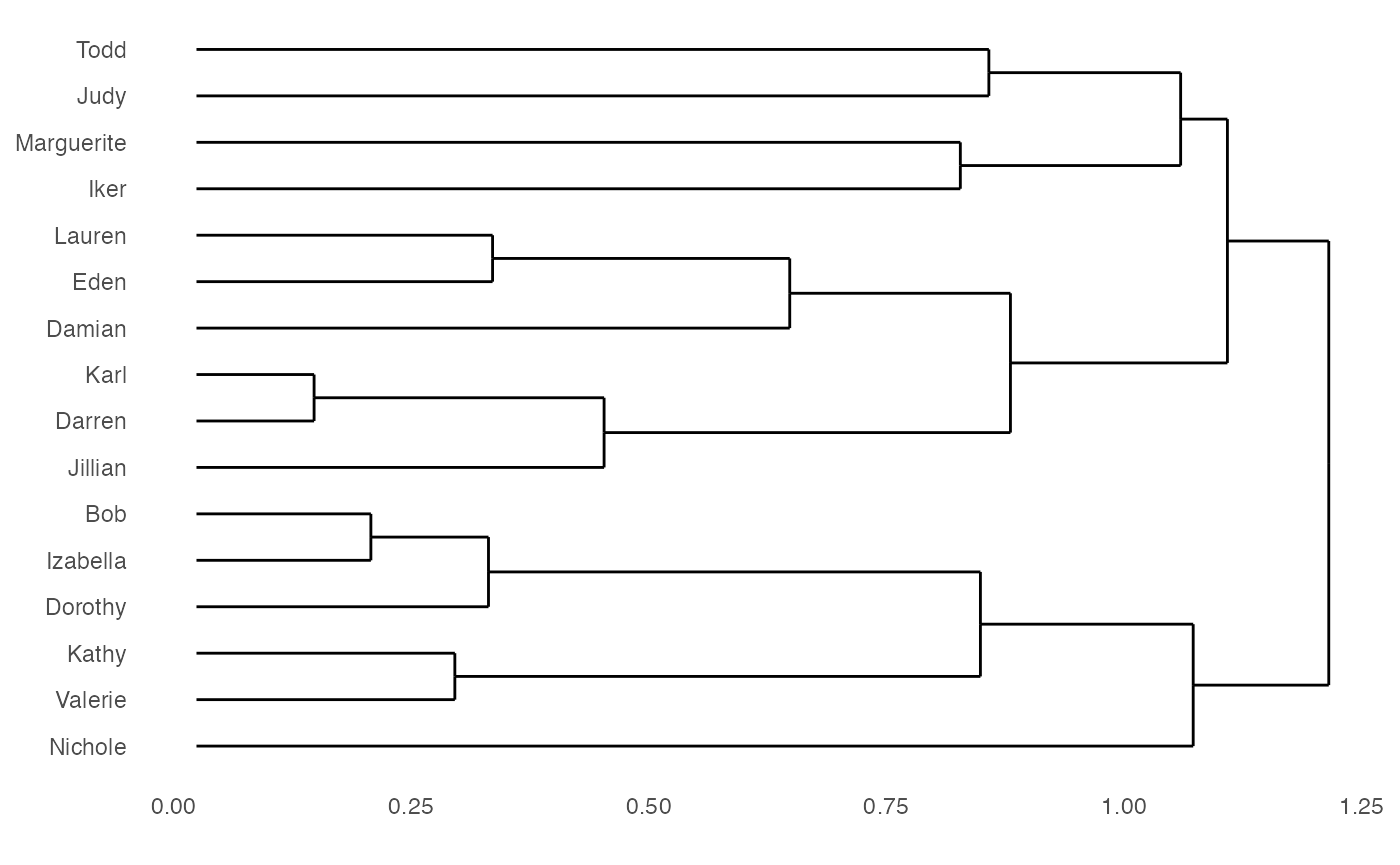 Todd
Judy
Marguerite
Iker
Lauren
Eden
Damian
Karl
Darren
Jillian
Bob
Izabella
Dorothy
Kathy
Valerie
Nichole
0.00 0.25 0.50 0.75 1.00 1.25